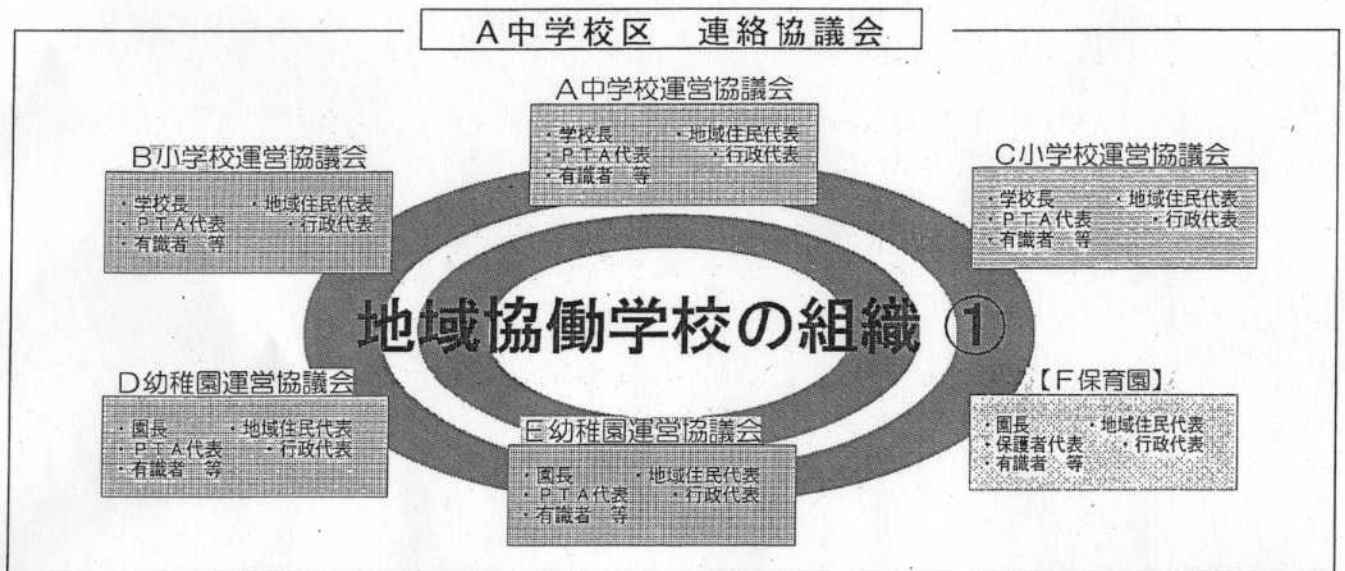 A中学校区 連絡協議会
A中学校運営協議会
・学校長 ・地域住民代表
・PTA代表 ・行政代表
・有識者 等
B小学校運営協議会
・学校長 ・地域住民代表
・PTA代表 ・行政代表
・有識者 等
C小学校運営協議会
・学校長 ・地域住民代表
・PTA代表 ・行政代表
・有識者 等
地域協働学校の組織 ①
D幼稚園運営協議会
・園長 ・地域住民代表
・PTA代表 ・行政代表
・有識者 等
E幼稚園運営協議会
・園長 ・地域住民代表
・PTA代表 ・行政代表
・有識者 等
【F保育園】
・園長 ・地域住民代表
・保護者代表 ・行政代表
・有識者 等